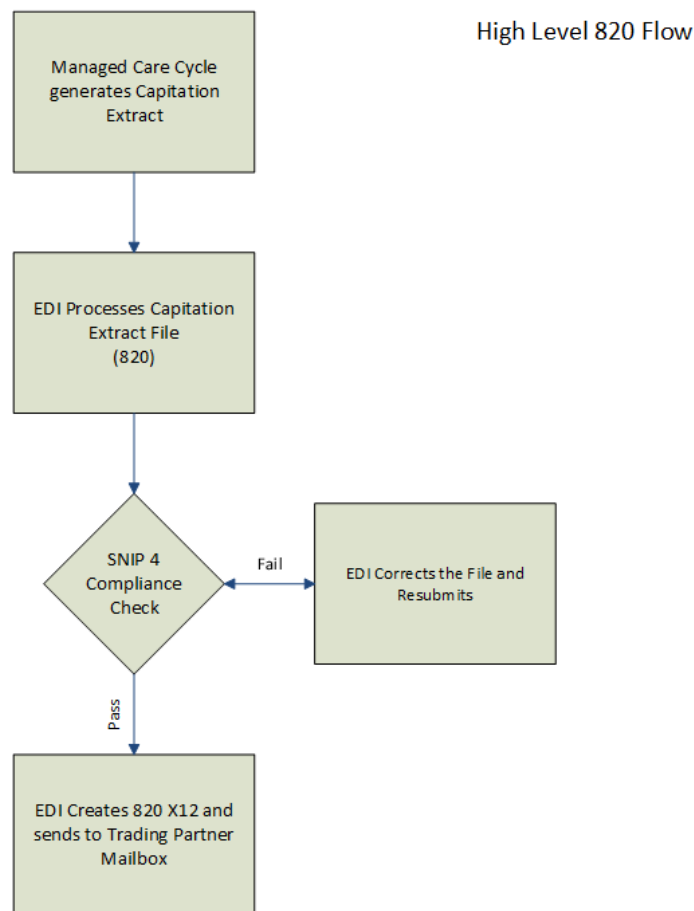 High Level 820 Flow
Managed Care Cycle
generates Capitation
Extract
EDI Processes Capitation
Extract File
(820)
SNIP 4
Compliance
Check
Fail
EDI Corrects the File and
Resubmits
Pass
EDI Creates 820 X12 and
sends to Trading Partner
Mailbox